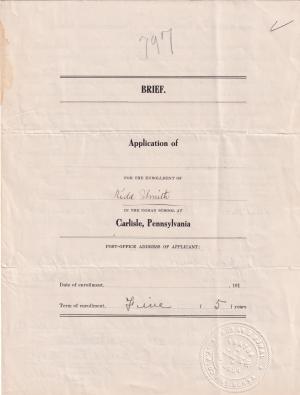 797
BRIEF.
Application of
FOR THE ENROLLMENT OF
Kidd Smith
IN THE INDIAN SCHOOL AT
Carlisle, Pennsylvania
POST-OFFICE ADDRESS OF APPLICANT:
Date of enrollment, , 191
Term of enrollment, Five ( 5 ) years